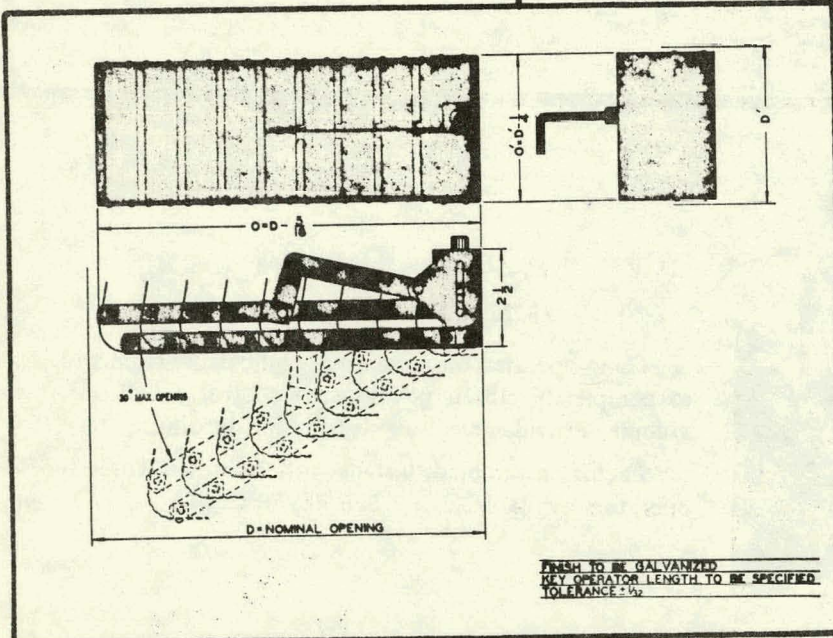 O'=D'-1/4
D'
O=D-5/16
2 1/2
30° MAX OPENING
D=NOMINAL OPENING
FINISH TO BE GALVANIZED
KEY OPERATOR LENGTH TO BE SPECIFIED
TOLERANCE ± 1/32